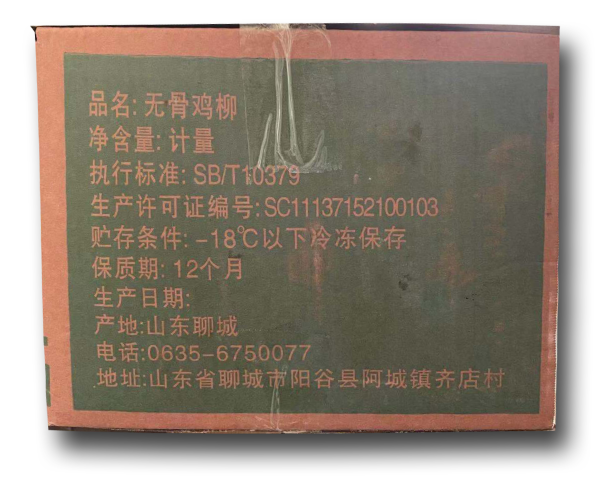 品名: 无骨鸡柳
净含量: 计量
执行标准: SB/T10379
生产许可证编号: SC11137152100103
贮存条件: -18℃以下冷冻保存
保质期: 12个月
生产日期:
产地:山东聊城
电话:0635-6750077
地址:山东省聊城市阳谷县阿城镇齐店村